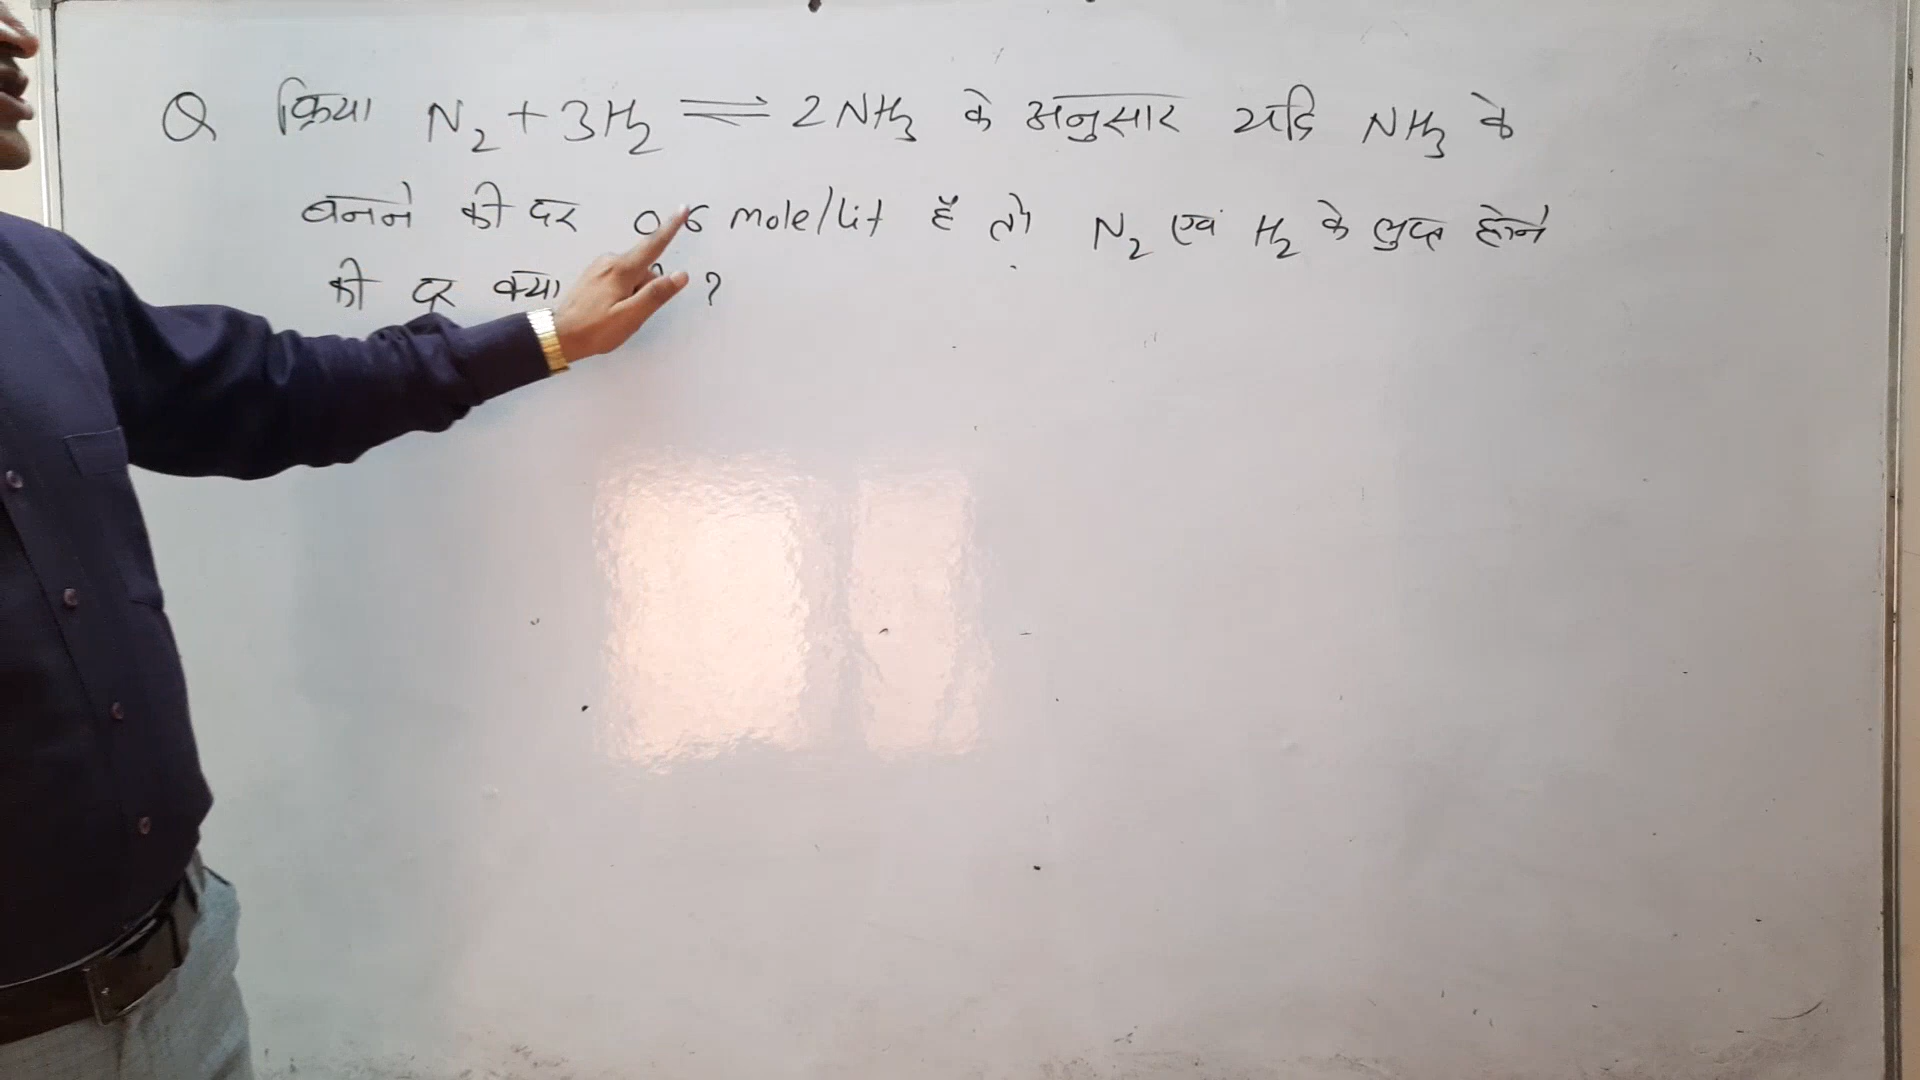 Q क्रिया N₂ + 3H₂ ⇌ 2NH₃ के अनुसार यदि NH₃ के
बनने की दर 0.6 mole/lit है तो N₂ एवं H₂ के लुप्त होने
की दर क्या ?